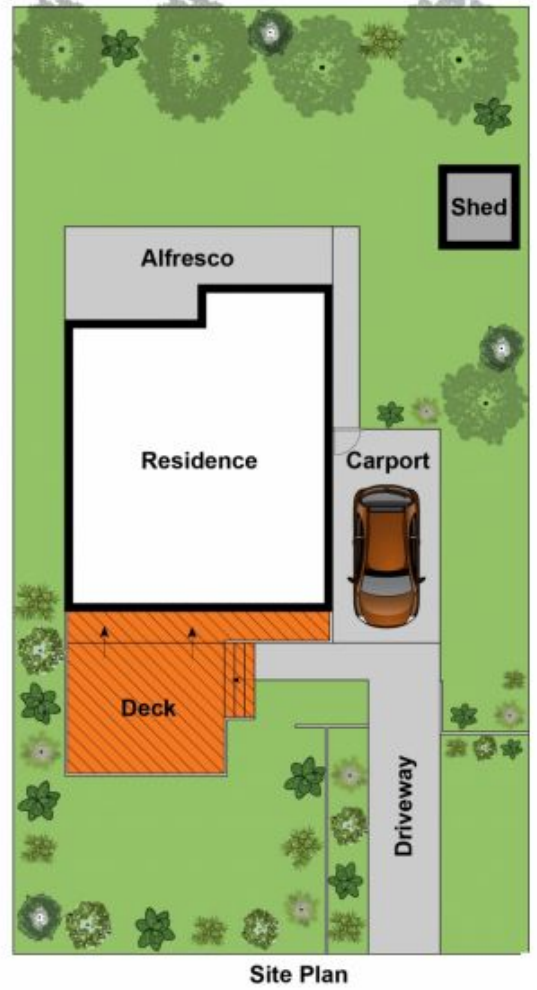 Shed
Alfresco
Residence
Carport
Deck
Driveway
Site Plan